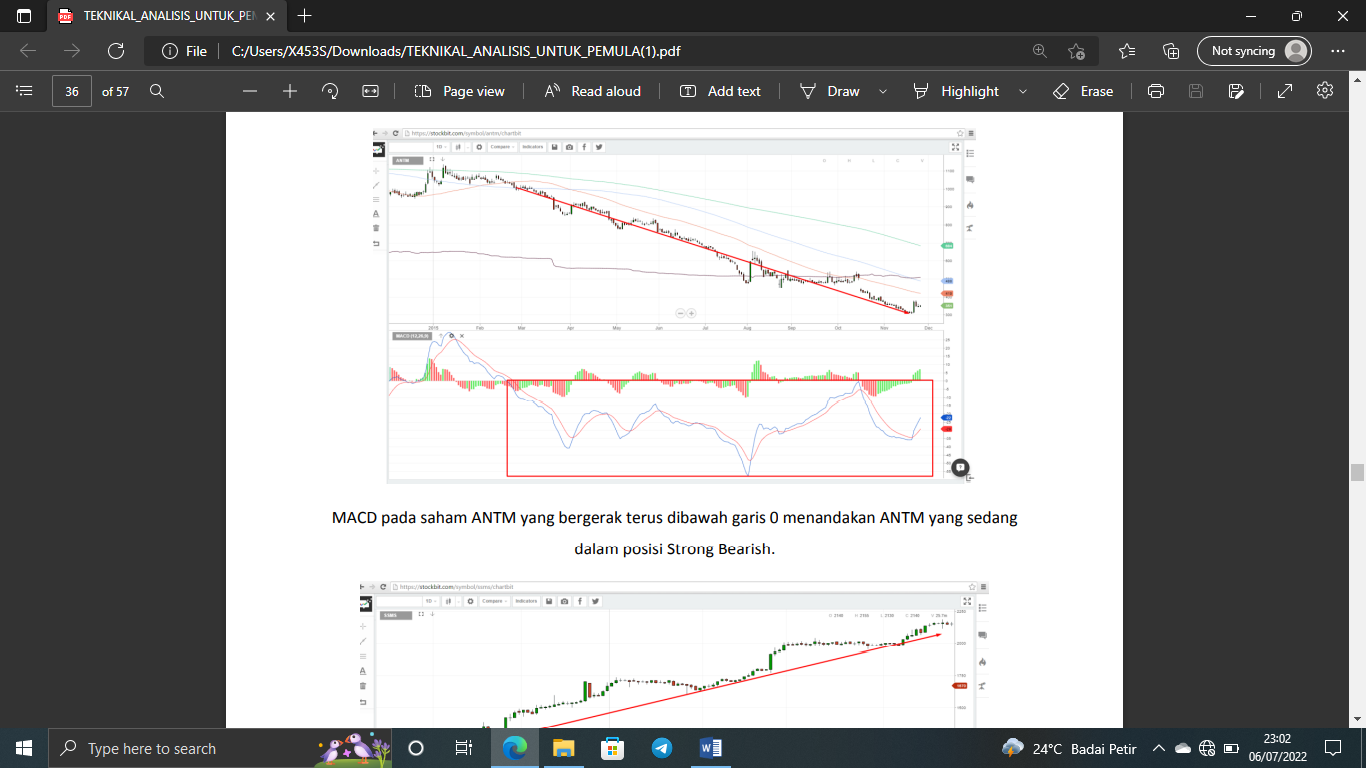 TEKNIKAL_ANALISIS_UNTUK_PEM
File C:/Users/X453S/Downloads/TEKNIKAL_ANALISIS_UNTUK_PEMULA(1).pdf Not syncing
36 of 57 Page view Read aloud Add text Draw Highlight Erase
https://stockbit.com/symbol/antm/chartbit
1D Compare Indicators
ANTM O H L C V
2015 Feb Mar Apr May Jun Jul Aug Sep Oct Nov Dec
MACD (12,26,9)
MACD pada saham ANTM yang bergerak terus dibawah garis 0 menandakan ANTM yang sedang
dalam posisi Strong Bearish.
https://stockbit.com/symbol/ssms/chartbit
1D Compare Indicators
SSMS
2000
Type here to search
24°C Badai Petir
23:02
06/07/2022